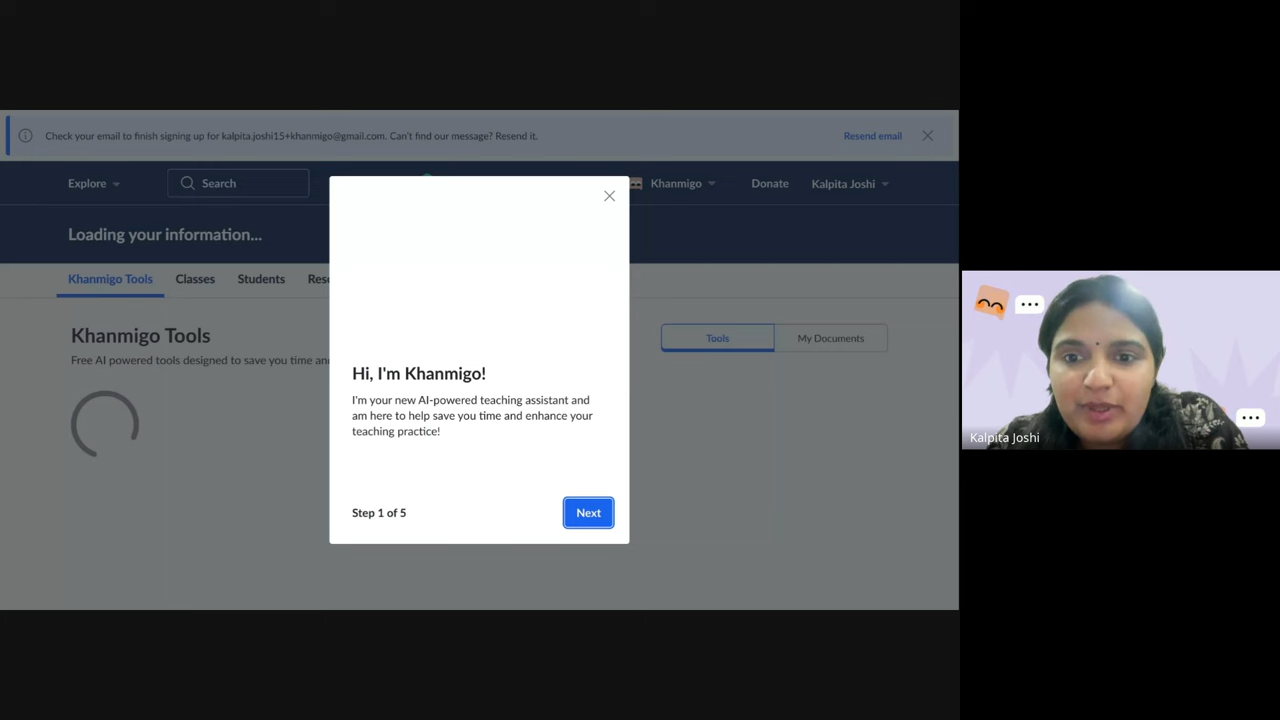 Check your email to finish signing up for kalpita.joshi15+khanmigo@gmail.com. Can't find our message? Resend it.
Resend email
Explore
Search
Khanmigo
Donate
Kalpita Joshi
Loading your information...
Khanmigo Tools
Classes
Students
Khanmigo Tools
Free AI powered tools designed to save you time
Tools
My Documents
Hi, I'm Khanmigo!
I'm your new AI-powered teaching assistant and
am here to help save you time and enhance your
teaching practice!
Step 1 of 5
Next
Kalpita Joshi